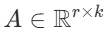 A ∈ ℝ^{r×k}